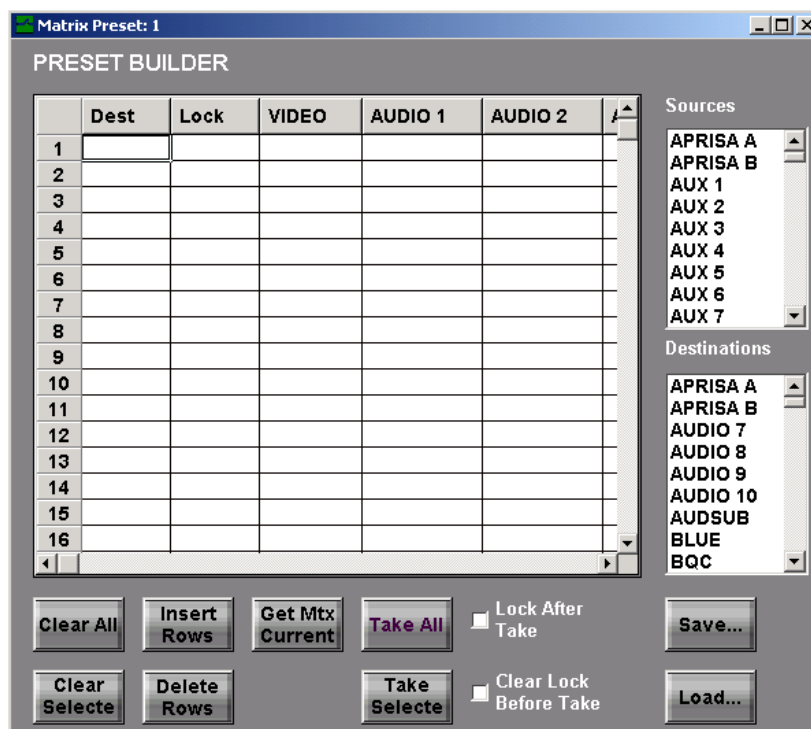 Matrix Preset: 1
PRESET BUILDER
Dest Lock VIDEO AUDIO 1 AUDIO 2
1
2
3
4
5
6
7
8
9
10
11
12
13
14
15
16
Sources
APRISA A
APRISA B
AUX 1
AUX 2
AUX 3
AUX 4
AUX 5
AUX 6
AUX 7
Destinations
APRISA A
APRISA B
AUDIO 7
AUDIO 8
AUDIO 9
AUDIO 10
AUDSUB
BLUE
BQC
Clear All
Insert
Rows
Get Mtx
Current
Take All
Lock After
Take
Save...
Clear
Selecte
Delete
Rows
Take
Selecte
Clear Lock
Before Take
Load...